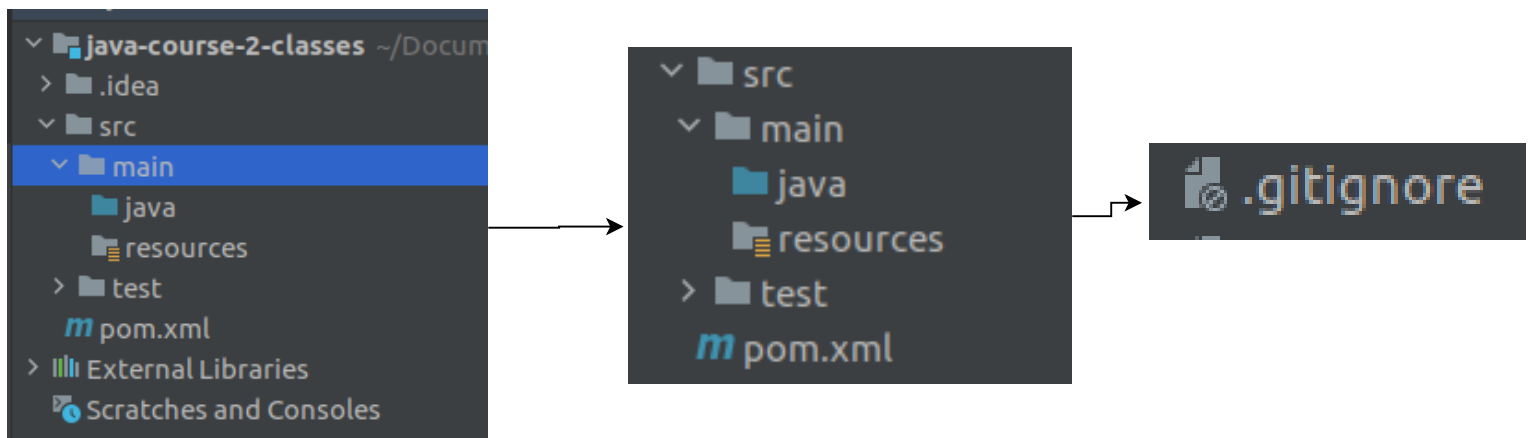 java-course-2-classes ~/Docum
.idea
src
main
java
resources
test
m pom.xml
External Libraries
Scratches and Consoles
src
main
java
resources
test
m pom.xml
.gitignore